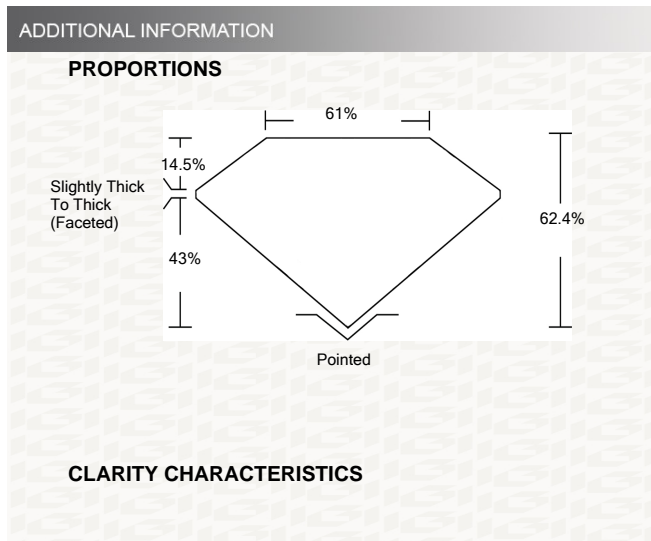 ADDITIONAL INFORMATION
PROPORTIONS
61%
14.5%
Slightly Thick
To Thick
(Faceted)
62.4%
43%
Pointed
CLARITY CHARACTERISTICS